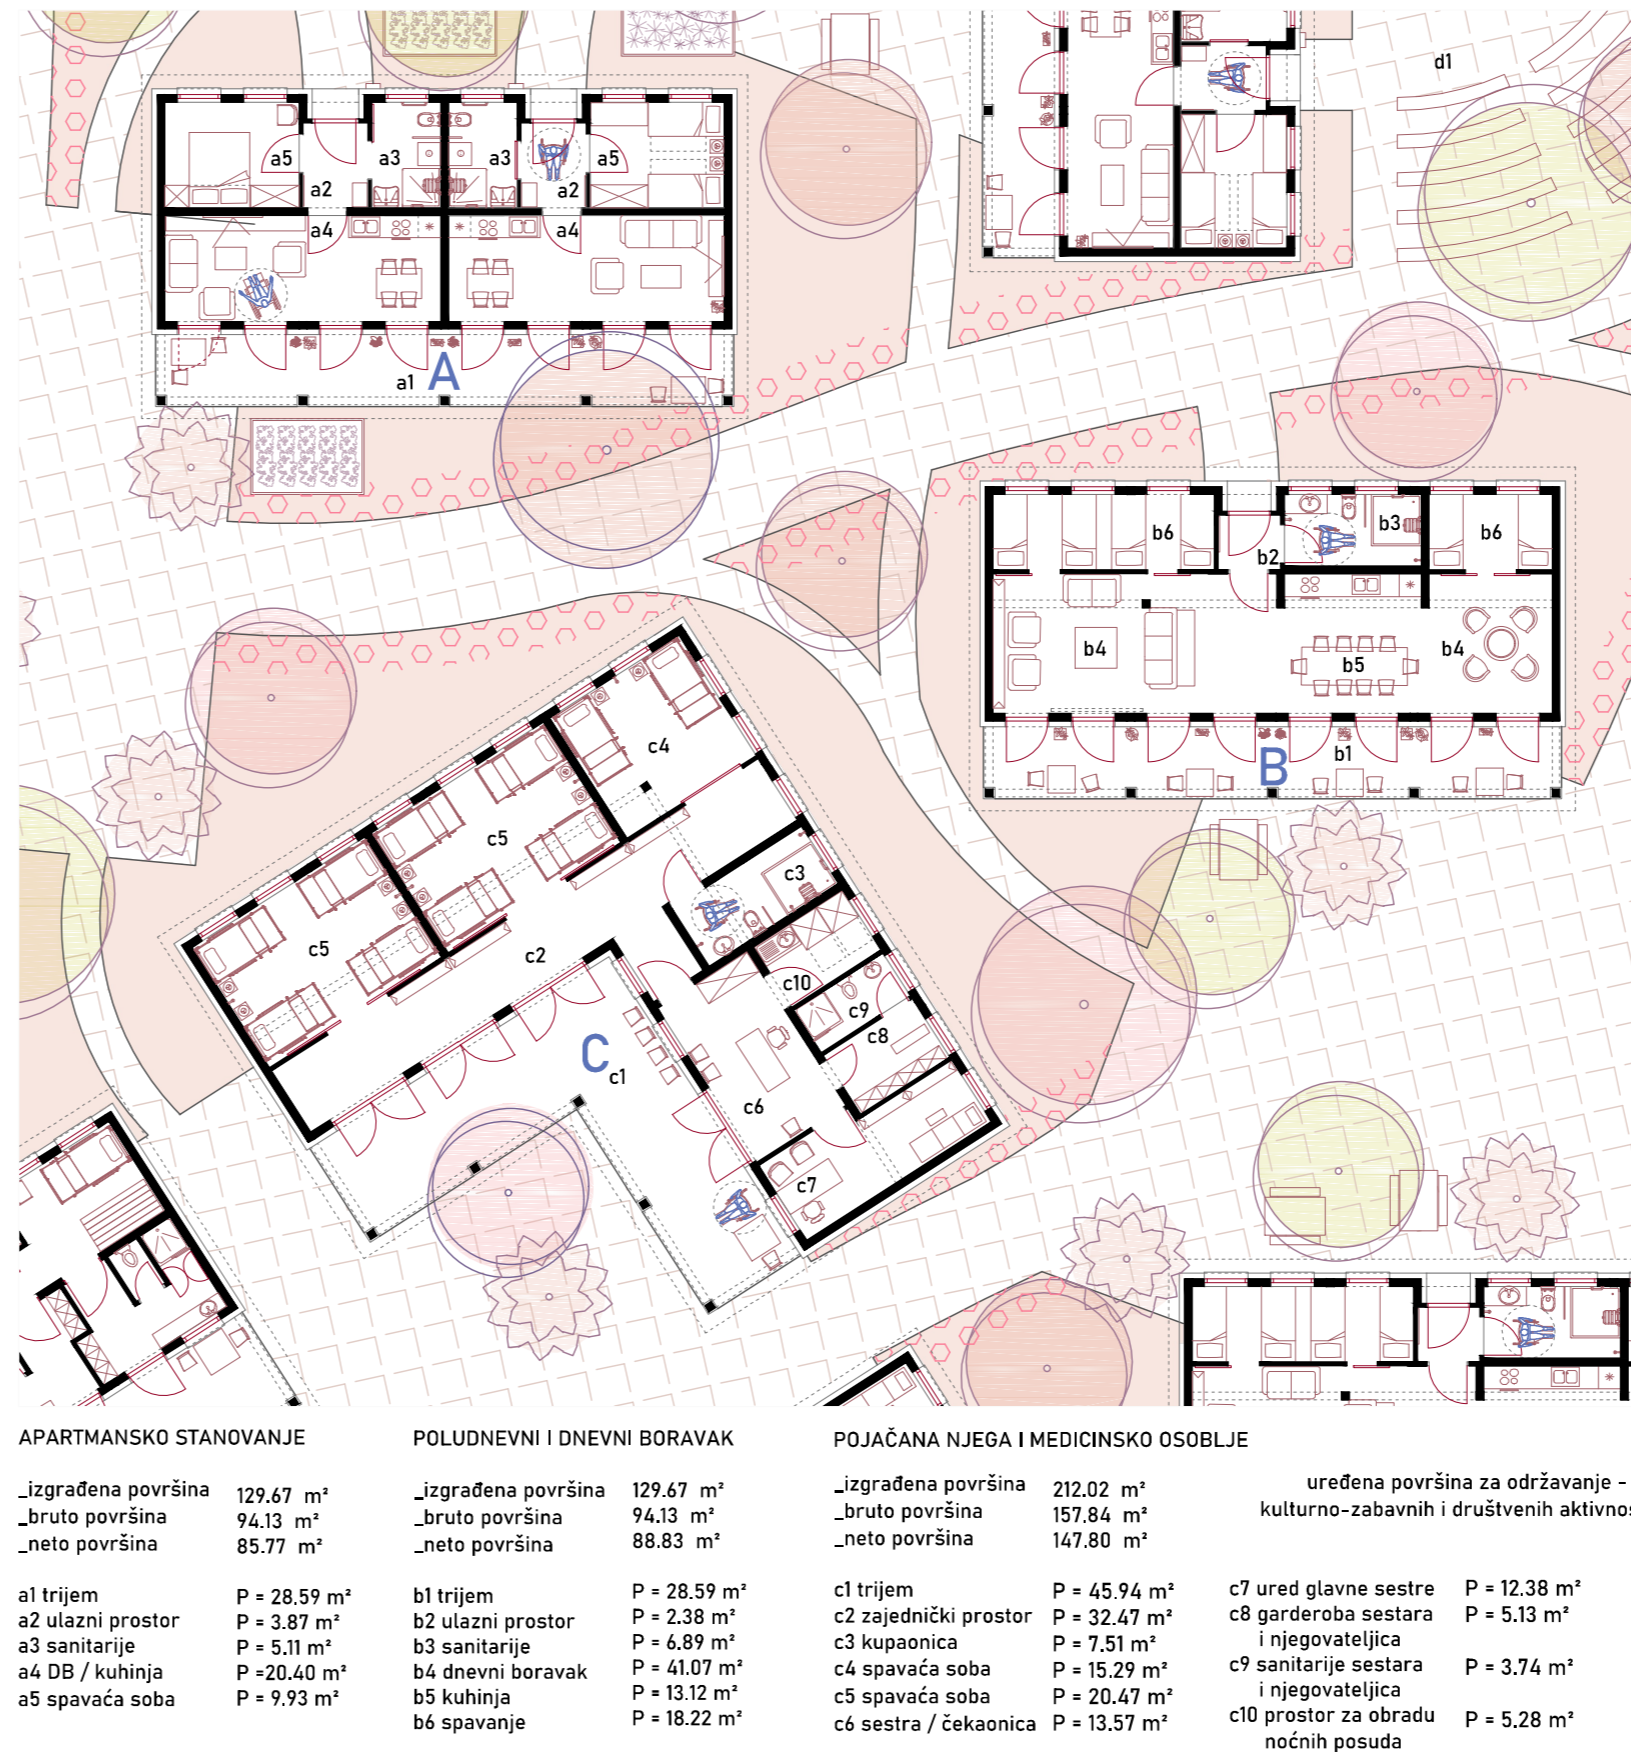 d1
a5
a3
a3
a5
a2
a2
a4
a4
a1
A
b6
b3
b6
b2
b4
b5
b4
b1
B
c4
c5
c3
c5
c2
c10
c9
c8
C
c1
c6
c7
APARTMANSKO STANOVANJE
_izgrađena površina 129.67 m²
_bruto površina 94.13 m²
_neto površina 85.77 m²
a1 trijem P = 28.59 m²
a2 ulazni prostor P = 3.87 m²
a3 sanitarije P = 5.11 m²
a4 DB / kuhinja P =20.40 m²
a5 spavaća soba P = 9.93 m²
POLUDNEVNI I DNEVNI BORAVAK
_izgrađena površina 129.67 m²
_bruto površina 94.13 m²
_neto površina 88.83 m²
b1 trijem P = 28.59 m²
b2 ulazni prostor P = 2.38 m²
b3 sanitarije P = 6.89 m²
b4 dnevni boravak P = 41.07 m²
b5 kuhinja P = 13.12 m²
b6 spavanje P = 18.22 m²
POJAČANA NJEGA I MEDICINSKO OSOBLJE
_izgrađena površina 212.02 m²
_bruto površina 157.84 m²
_neto površina 147.80 m²
c1 trijem P = 45.94 m²
c2 zajednički prostor P = 32.47 m²
c3 kupaonica P = 7.51 m²
c4 spavaća soba P = 15.29 m²
c5 spavaća soba P = 20.47 m²
c6 sestra / čekaonica P = 13.57 m²
uređena površina za održavanje -
kulturno-zabavnih i društvenih aktivnos
c7 ured glavne sestre P = 12.38 m²
c8 garderoba sestara P = 5.13 m²
i njegovateljica
c9 sanitarije sestara P = 3.74 m²
i njegovateljica
c10 prostor za obradu P = 5.28 m²
noćnih posuda